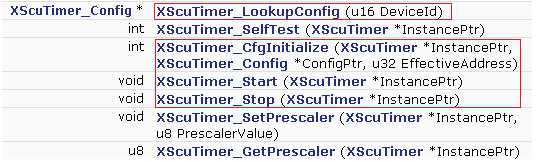 XScuTimer_Config * XScuTimer_LookupConfig (u16 DeviceId)
int XScuTimer_SelfTest (XScuTimer *InstancePtr)
int XScuTimer_CfgInitialize (XScuTimer *InstancePtr,
XScuTimer_Config *ConfigPtr, u32 EffectiveAddress)
void XScuTimer_Start (XScuTimer *InstancePtr)
void XScuTimer_Stop (XScuTimer *InstancePtr)
void XScuTimer_SetPrescaler (XScuTimer *InstancePtr,
u8 PrescalerValue)
u8 XScuTimer_GetPrescaler (XScuTimer *InstancePtr)